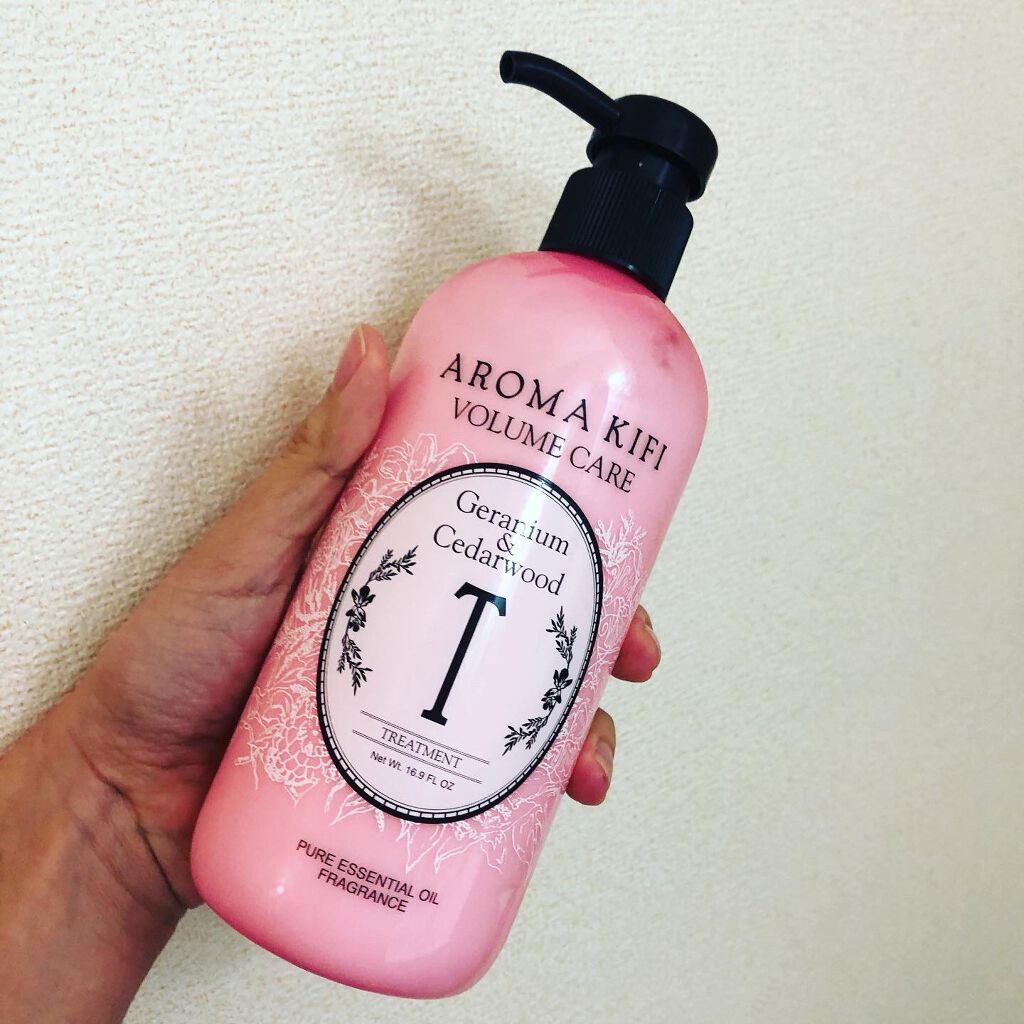 AROMA KIFI
VOLUME CARE
Geranium
&
Cedarwood
T
TREATMENT
Net Wt. 16.9 FL OZ
PURE ESSENTIAL OIL
FRAGRANCE